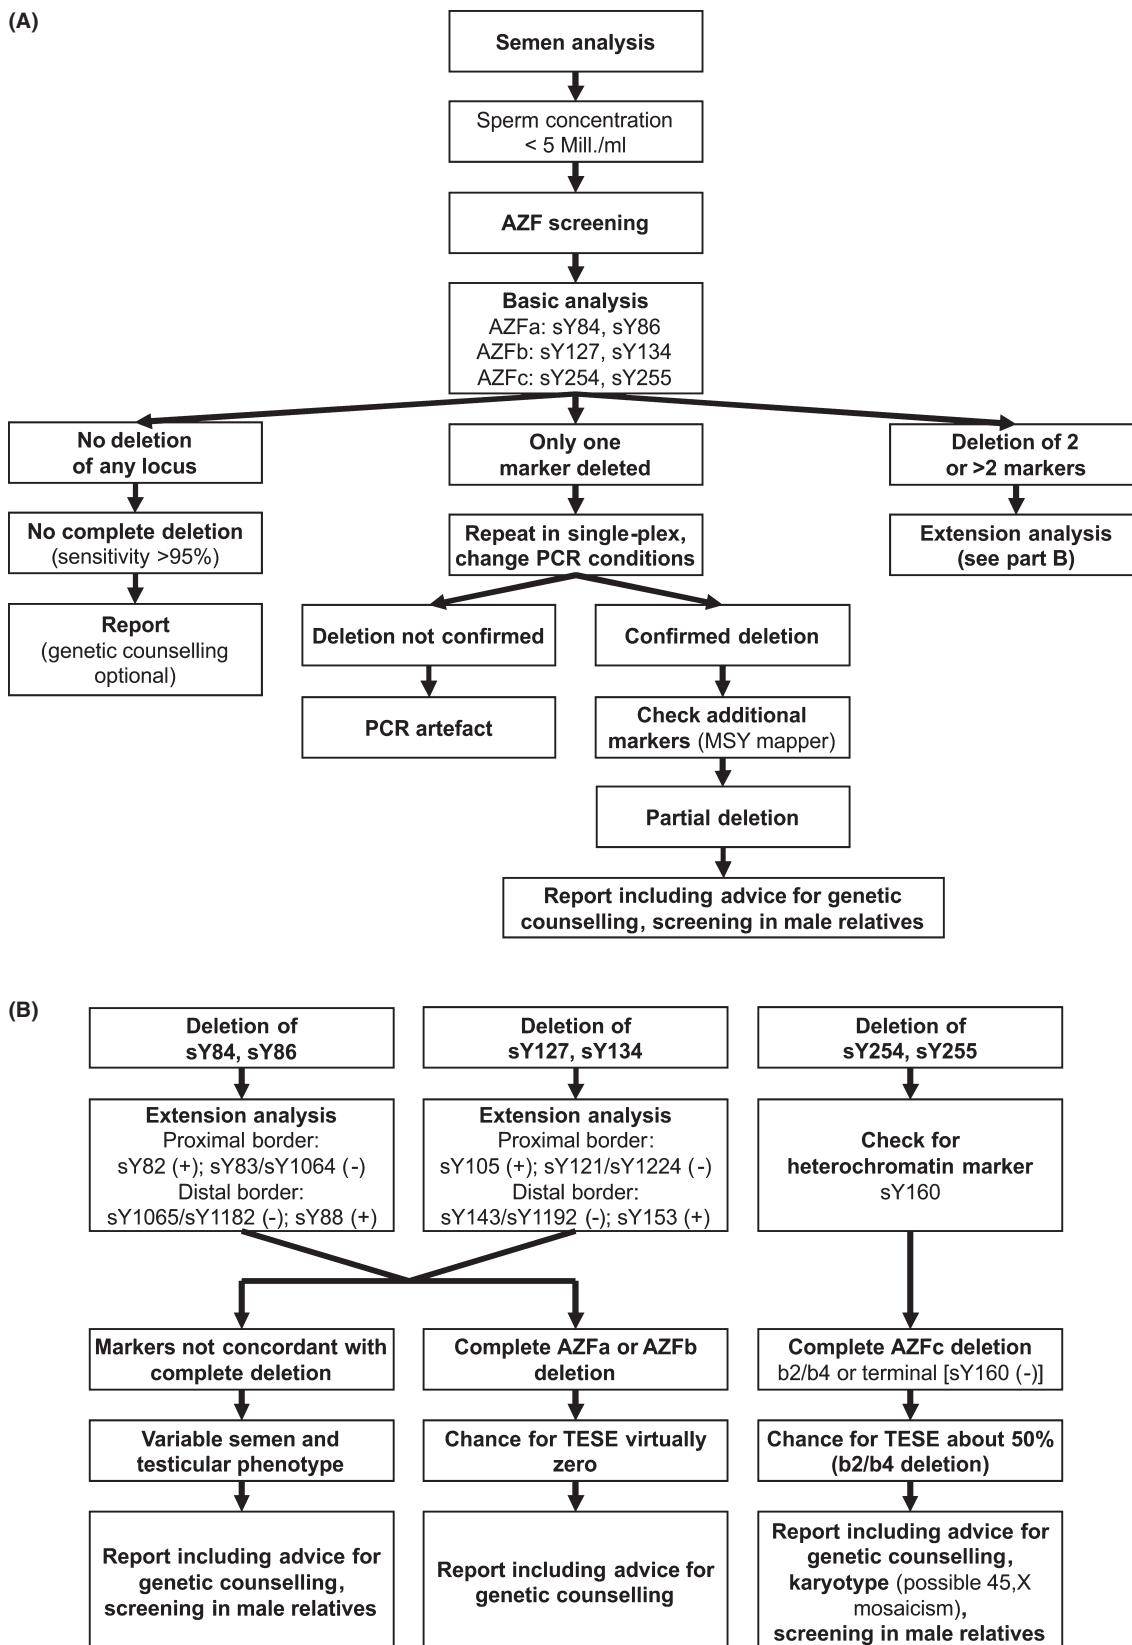 (A)
Semen analysis
Sperm concentration
< 5 Mill./ml
AZF screening
Basic analysis
AZFa: sY84, sY86
AZFb: sY127, sY134
AZFc: sY254, sY255
No deletion
of any locus
Only one
marker deleted
Deletion of 2
or >2 markers
No complete deletion
(sensitivity >95%)
Repeat in single-plex,
change PCR conditions
Extension analysis
(see part B)
Report
(genetic counselling
optional)
Deletion not confirmed
Confirmed deletion
PCR artefact
Check additional
markers (MSY mapper)
Partial deletion
Report including advice for genetic
counselling, screening in male relatives
(B)
Deletion of
sY84, sY86
Deletion of
sY127, sY134
Deletion of
sY254, sY255
Extension analysis
Proximal border:
sY82 (+); sY83/sY1064 (-)
Distal border:
sY1065/sY1182 (-); sY88 (+)
Extension analysis
Proximal border:
sY105 (+); sY121/sY1224 (-)
Distal border:
sY143/sY1192 (-); sY153 (+)
Check for
heterochromatin marker
sY160
Markers not concordant with
complete deletion
Complete AZFa or AZFb
deletion
Complete AZFc deletion
b2/b4 or terminal [sY160 (-)]
Variable semen and
testicular phenotype
Chance for TESE virtually
zero
Chance for TESE about 50%
(b2/b4 deletion)
Report including advice for
genetic counselling,
screening in male relatives
Report including advice for
genetic counselling
Report including advice for
genetic counselling,
karyotype (possible 45,X
mosaicism),
screening in male relatives